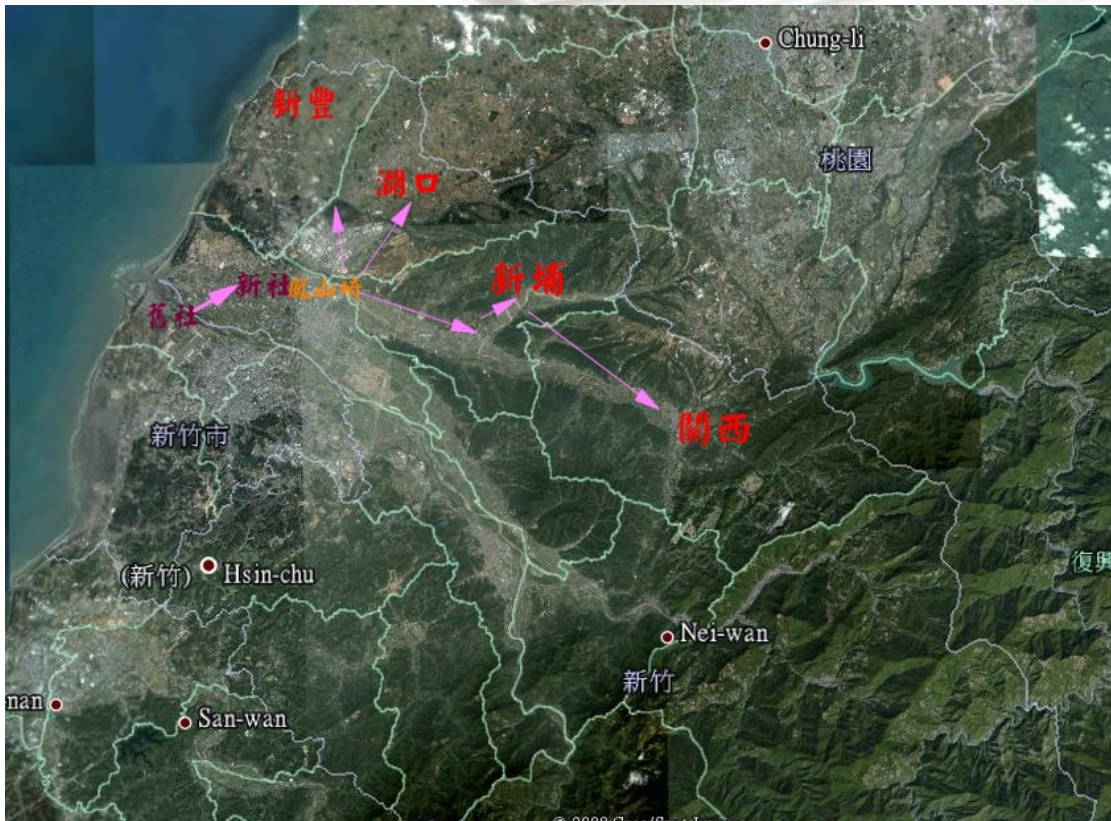 Chung-li
新豐
桃園
湖口
新埔
新社
鳳山崎
舊社
關西
新竹市
復興
(新竹)
Hsin-chu
Nei-wan
新竹
nan
San-wan